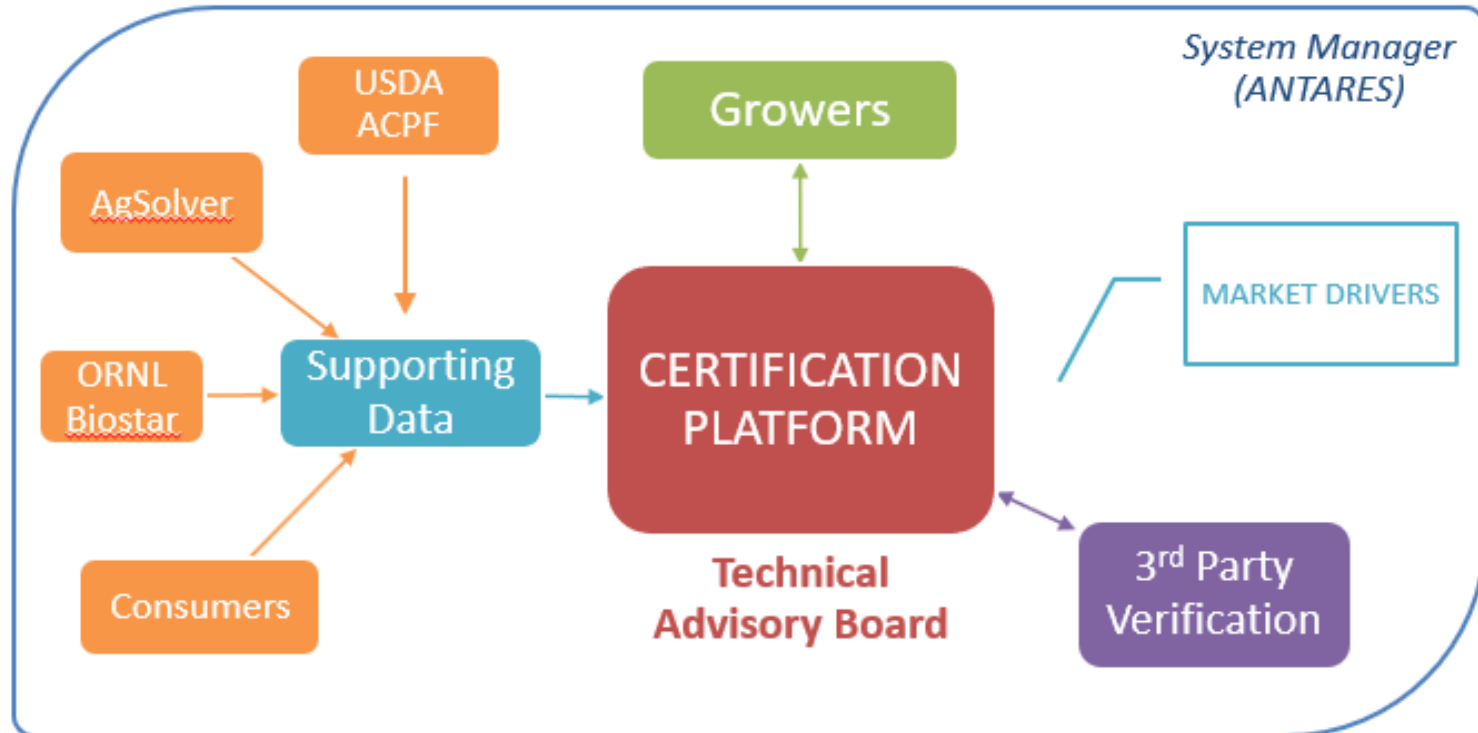 System Manager
(ANTARES)
USDA
ACPF
Growers
AgSolver
MARKET DRIVERS
ORNL
Biostar
Supporting
Data
CERTIFICATION
PLATFORM
Technical
Advisory Board
3rd Party
Verification
Consumers